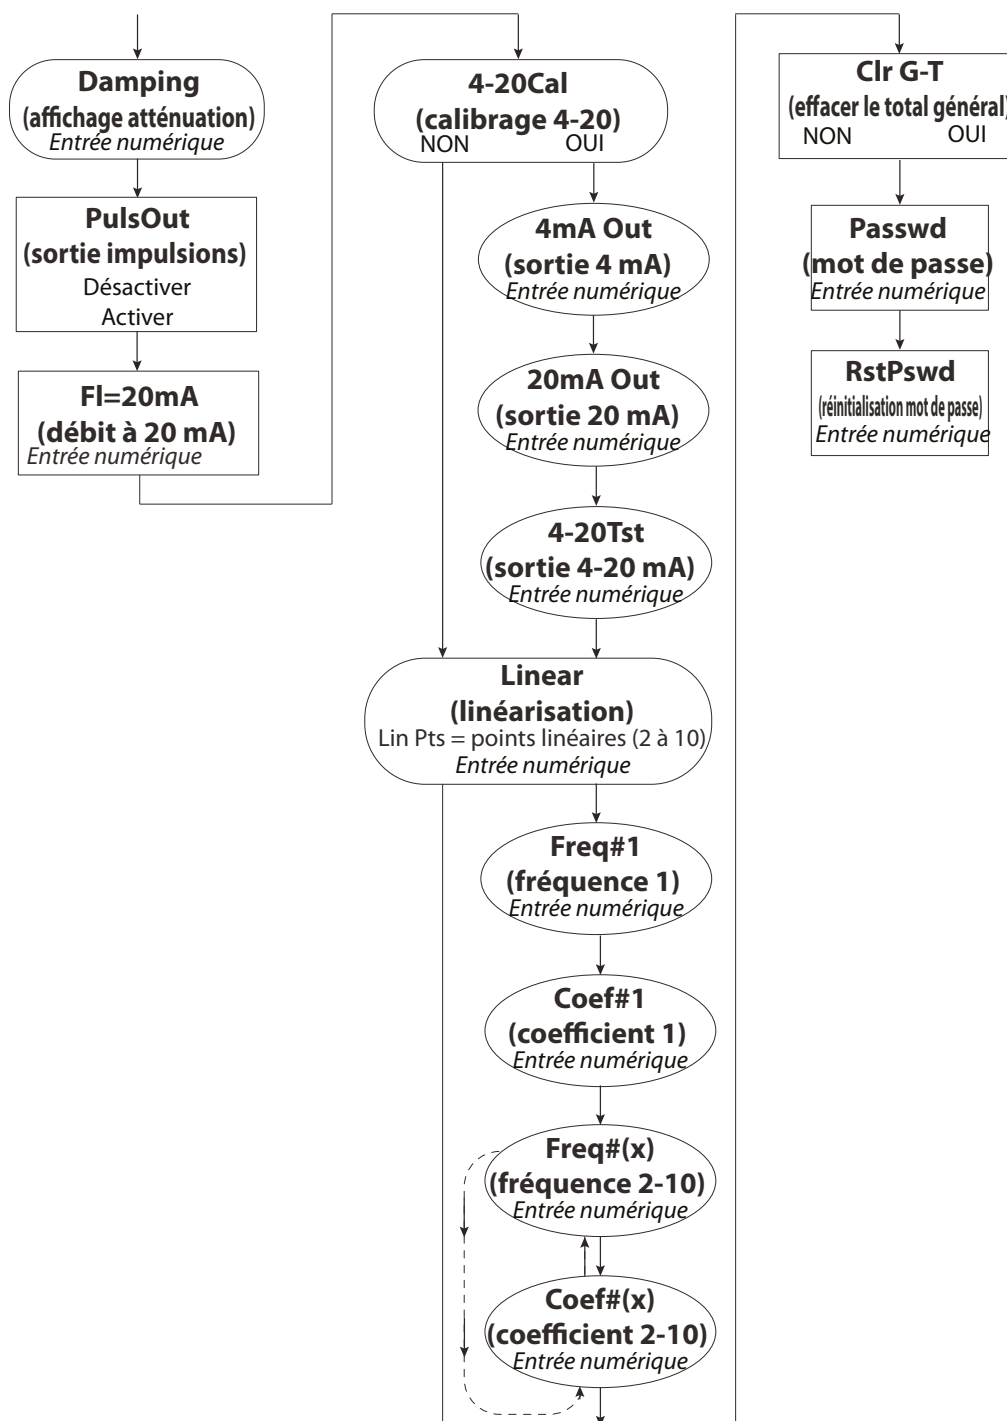 Damping
(affichage atténuation)
Entrée numérique
PulsOut
(sortie impulsions)
Désactiver
Activer
Fl=20mA
(débit à 20 mA)
Entrée numérique
4-20Cal
(calibrage 4-20)
NON OUI
4mA Out
(sortie 4 mA)
Entrée numérique
20mA Out
(sortie 20 mA)
Entrée numérique
4-20Tst
(sortie 4-20 mA)
Entrée numérique
Linear
(linéarisation)
Lin Pts = points linéaires (2 à 10)
Entrée numérique
Freq#1
(fréquence 1)
Entrée numérique
Coef#1
(coefficient 1)
Entrée numérique
Freq#(x)
(fréquence 2-10)
Entrée numérique
Coef#(x)
(coefficient 2-10)
Entrée numérique
Clr G-T
(effacer le total général)
NON OUI
Passwd
(mot de passe)
Entrée numérique
RstPswd
(réinitialisation mot de passe)
Entrée numérique